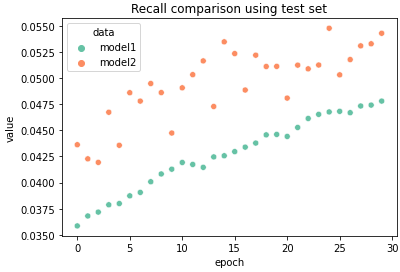 Recall comparison using test set
data
model1
model2
0.0550
0.0525
0.0500
0.0475
0.0450
0.0425
0.0400
0.0375
0.0350
value
0 5 10 15 20 25 30
epoch